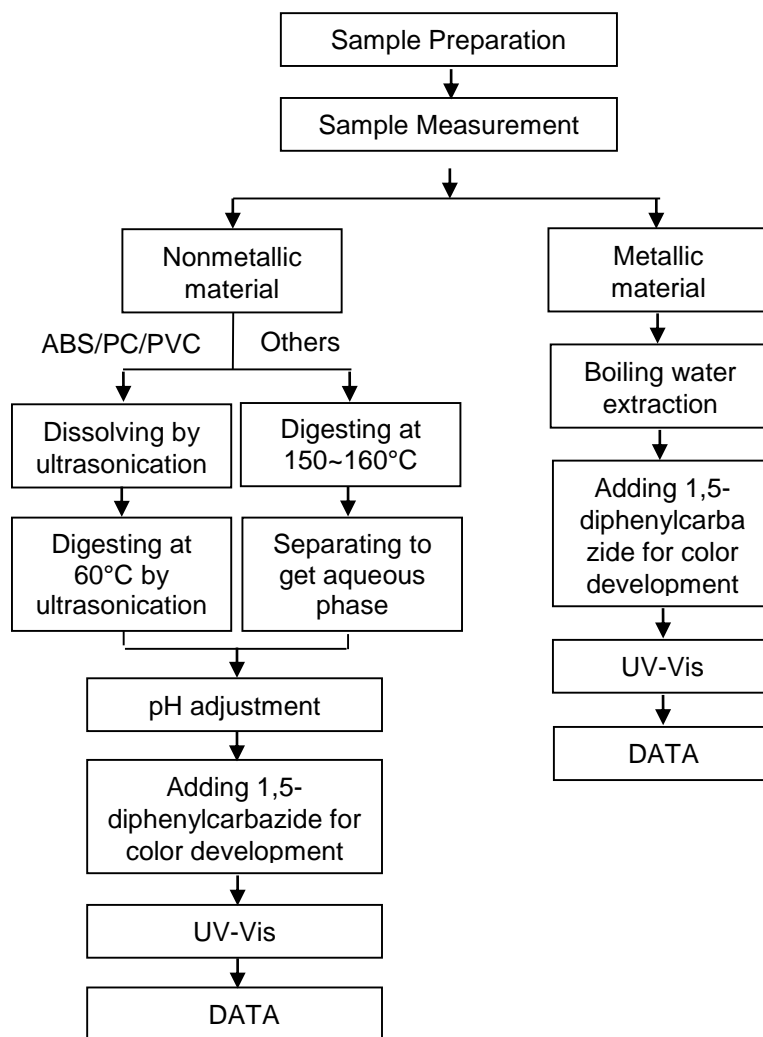 Sample Preparation
Sample Measurement
Nonmetallic
material
Metallic
material
ABS/PC/PVC
Others
Boiling water
extraction
Dissolving by
ultrasonication
Digesting at
150~160°C
Adding 1,5-
diphenylcarba
zide for color
development
Digesting at
60°C by
ultrasonication
Separating to
get aqueous
phase
UV-Vis
pH adjustment
DATA
Adding 1,5-
diphenylcarbazide for
color development
UV-Vis
DATA